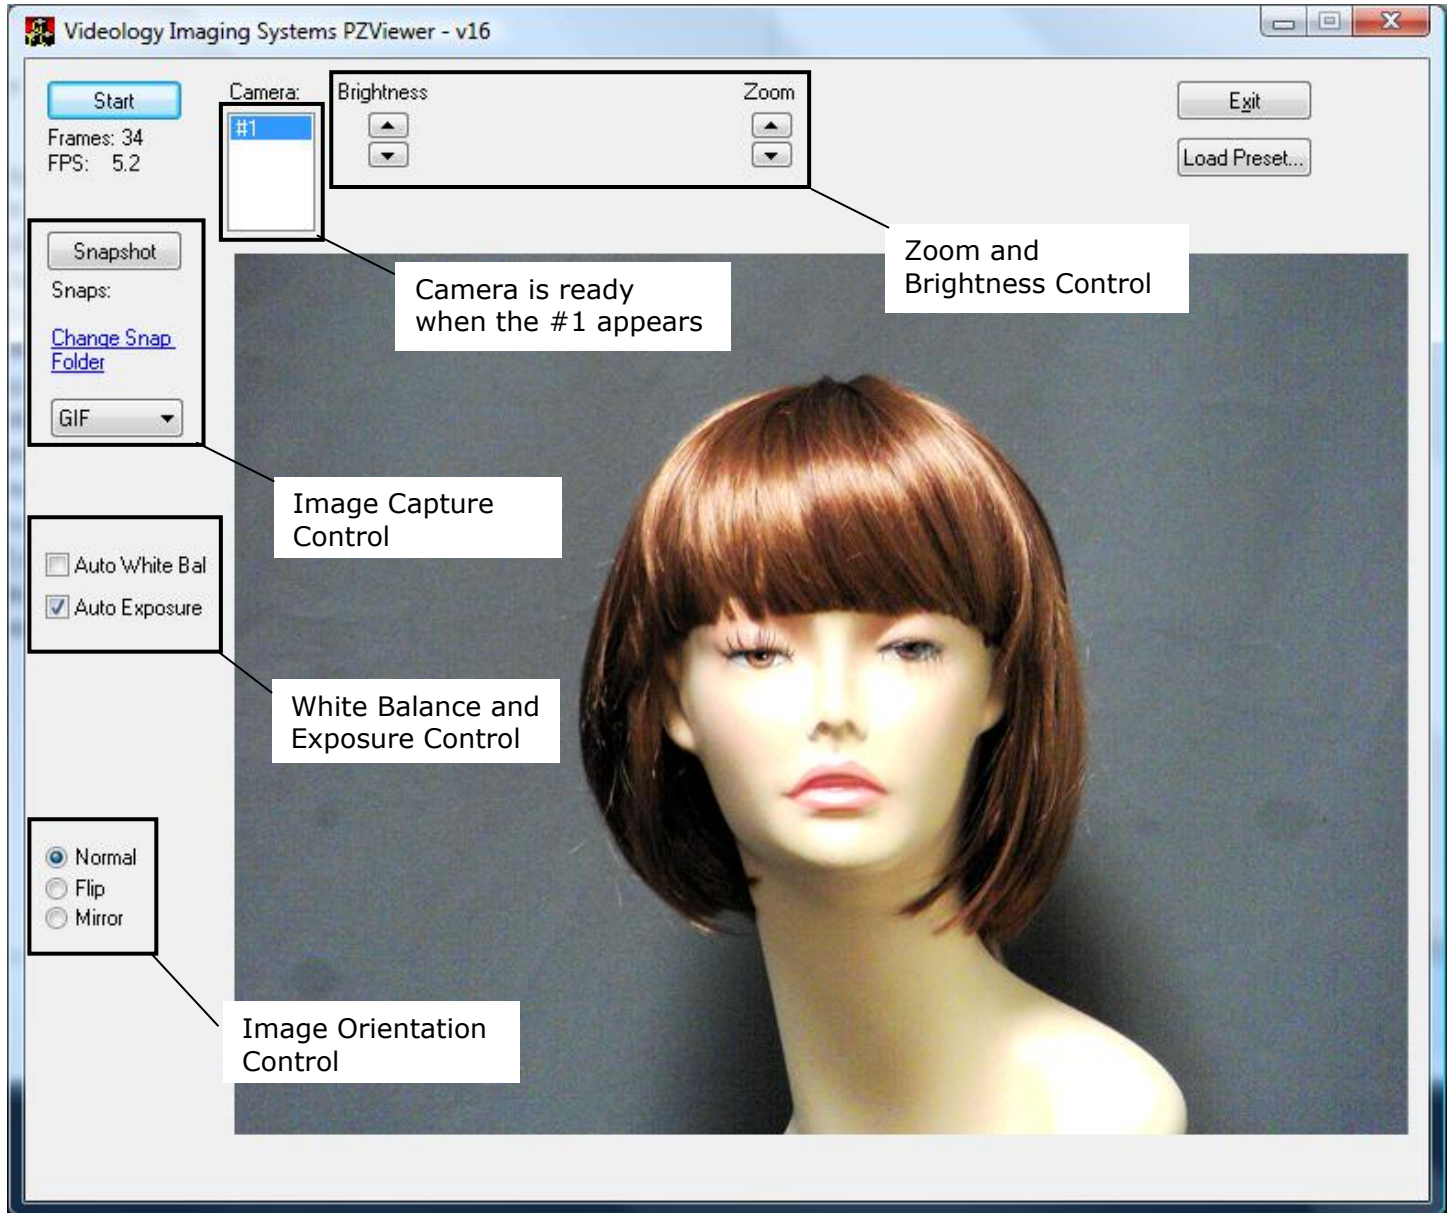 Videology Imaging Systems PZViewer - v16
Start
Frames: 34
FPS: 5.2
Camera:
#1
Brightness
Zoom
Exit
Load Preset...
Zoom and
Brightness Control
Camera is ready
when the #1 appears
Snapshot
Snaps:
Change Snap
Folder
GIF
Image Capture
Control
Auto White Bal
Auto Exposure
White Balance and
Exposure Control
Normal
Flip
Mirror
Image Orientation
Control